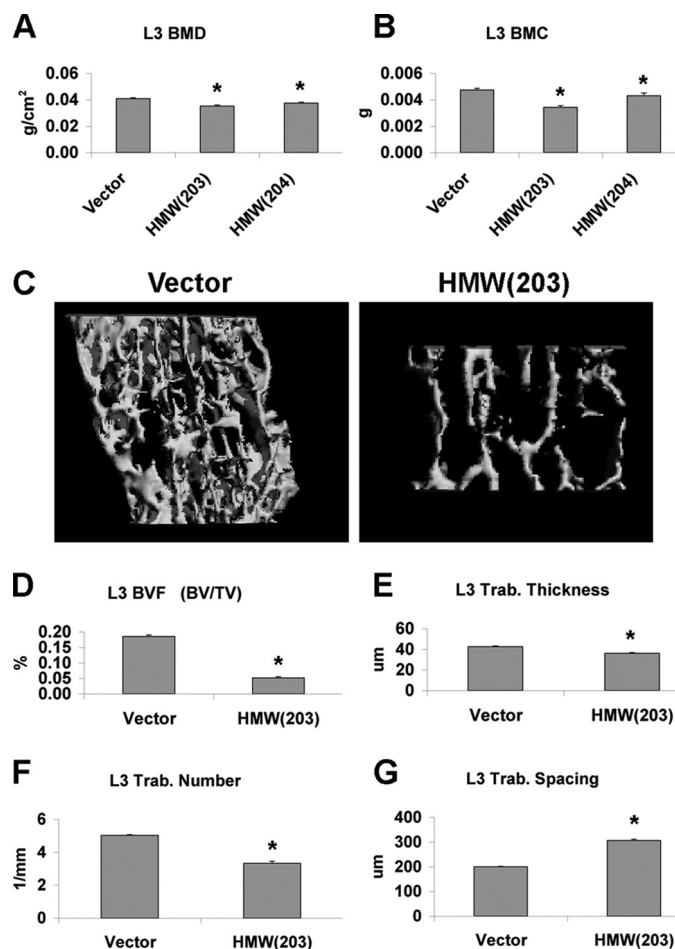 A
L3 BMD
g/cm²
0.06
0.04
0.02
0.00
*
*
Vector
HMW(203)
HMW(204)
B
L3 BMC
g
0.006
0.004
0.002
0.000
*
*
Vector
HMW(203)
HMW(204)
C
Vector
HMW(203)
D
L3 BVF (BV/TV)
%
0.20
0.15
0.10
0.05
0.00
*
Vector
HMW(203)
E
L3 Trab. Thickness
um
60
40
20
0
*
Vector
HMW(203)
F
L3 Trab. Number
1/mm
6
4
2
0
*
Vector
HMW(203)
G
L3 Trab. Spacing
um
400
300
200
100
0
*
Vector
HMW(203)